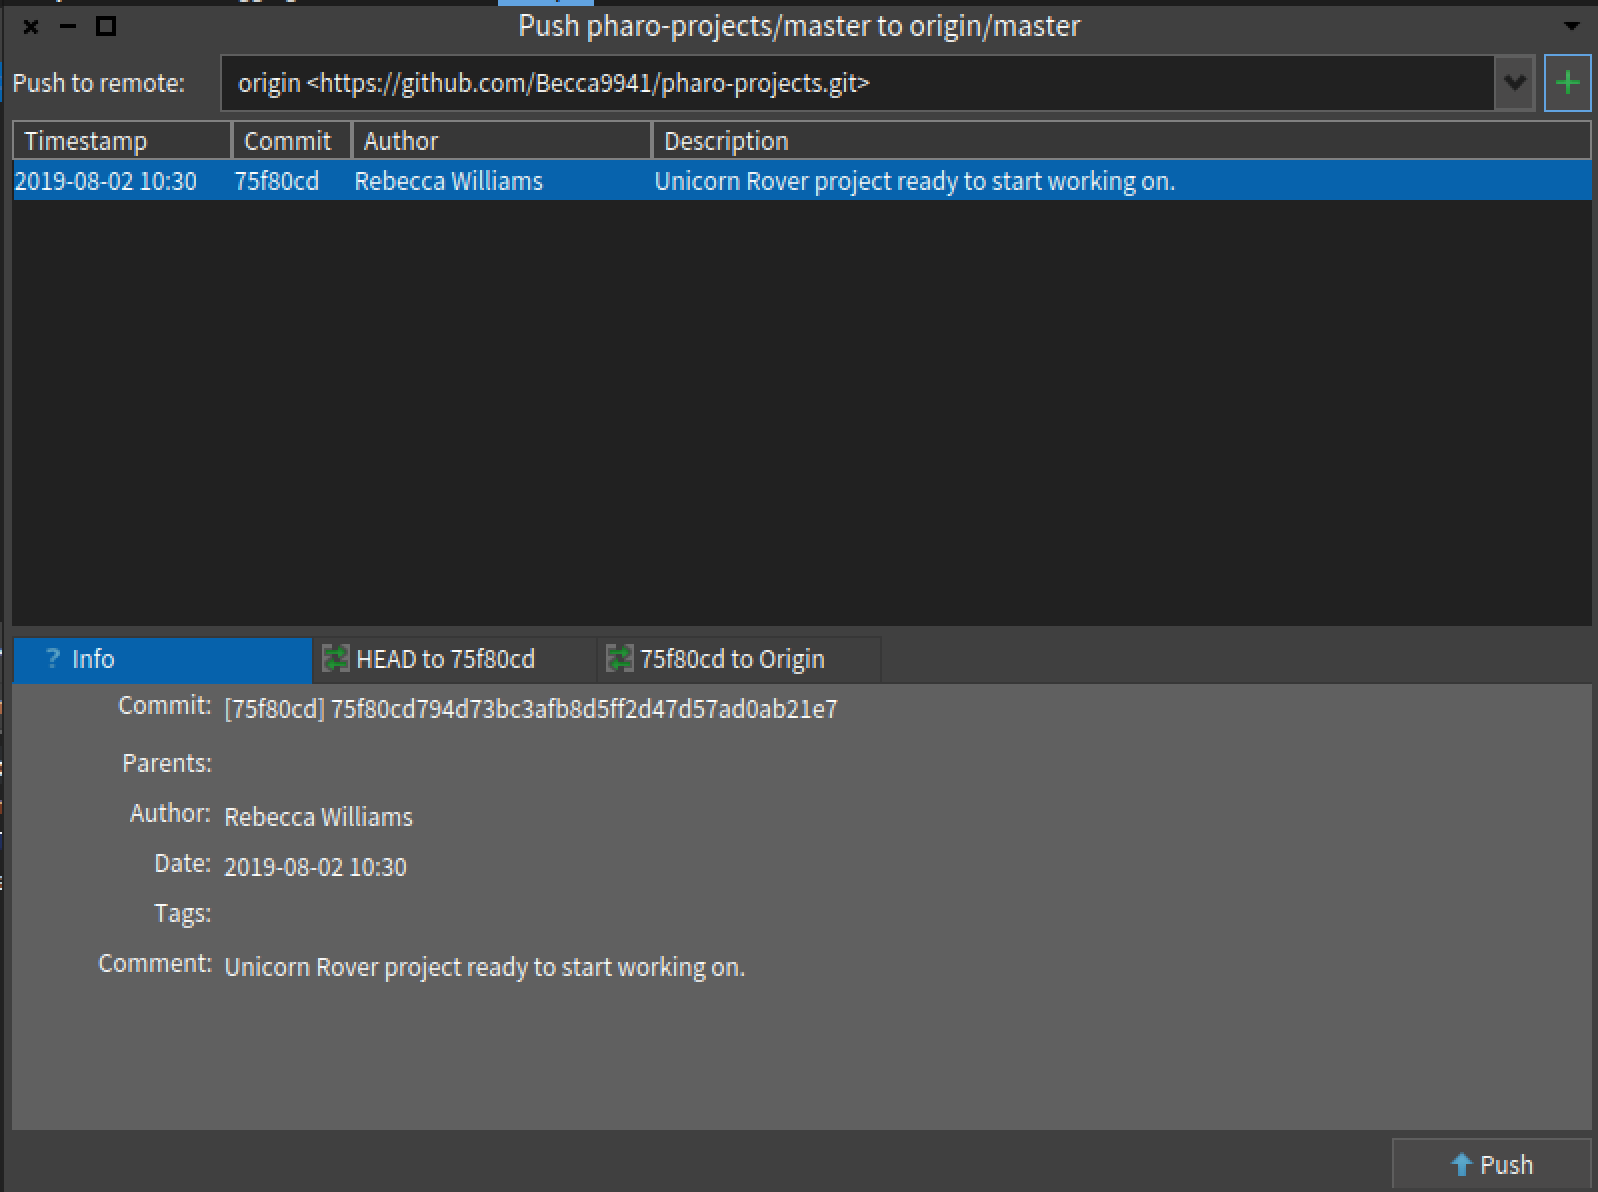 Push pharo-projects/master to origin/master
Push to remote: origin <https://github.com/Becca9941/pharo-projects.git>
Timestamp Commit Author Description
2019-08-02 10:30 75f80cd Rebecca Williams Unicorn Rover project ready to start working on.
? Info HEAD to 75f80cd 75f80cd to Origin
Commit: [75f80cd] 75f80cd794d73bc3afb8d5ff2d47d57ad0ab21e7
Parents:
Author: Rebecca Williams
Date: 2019-08-02 10:30
Tags:
Comment: Unicorn Rover project ready to start working on.
Push